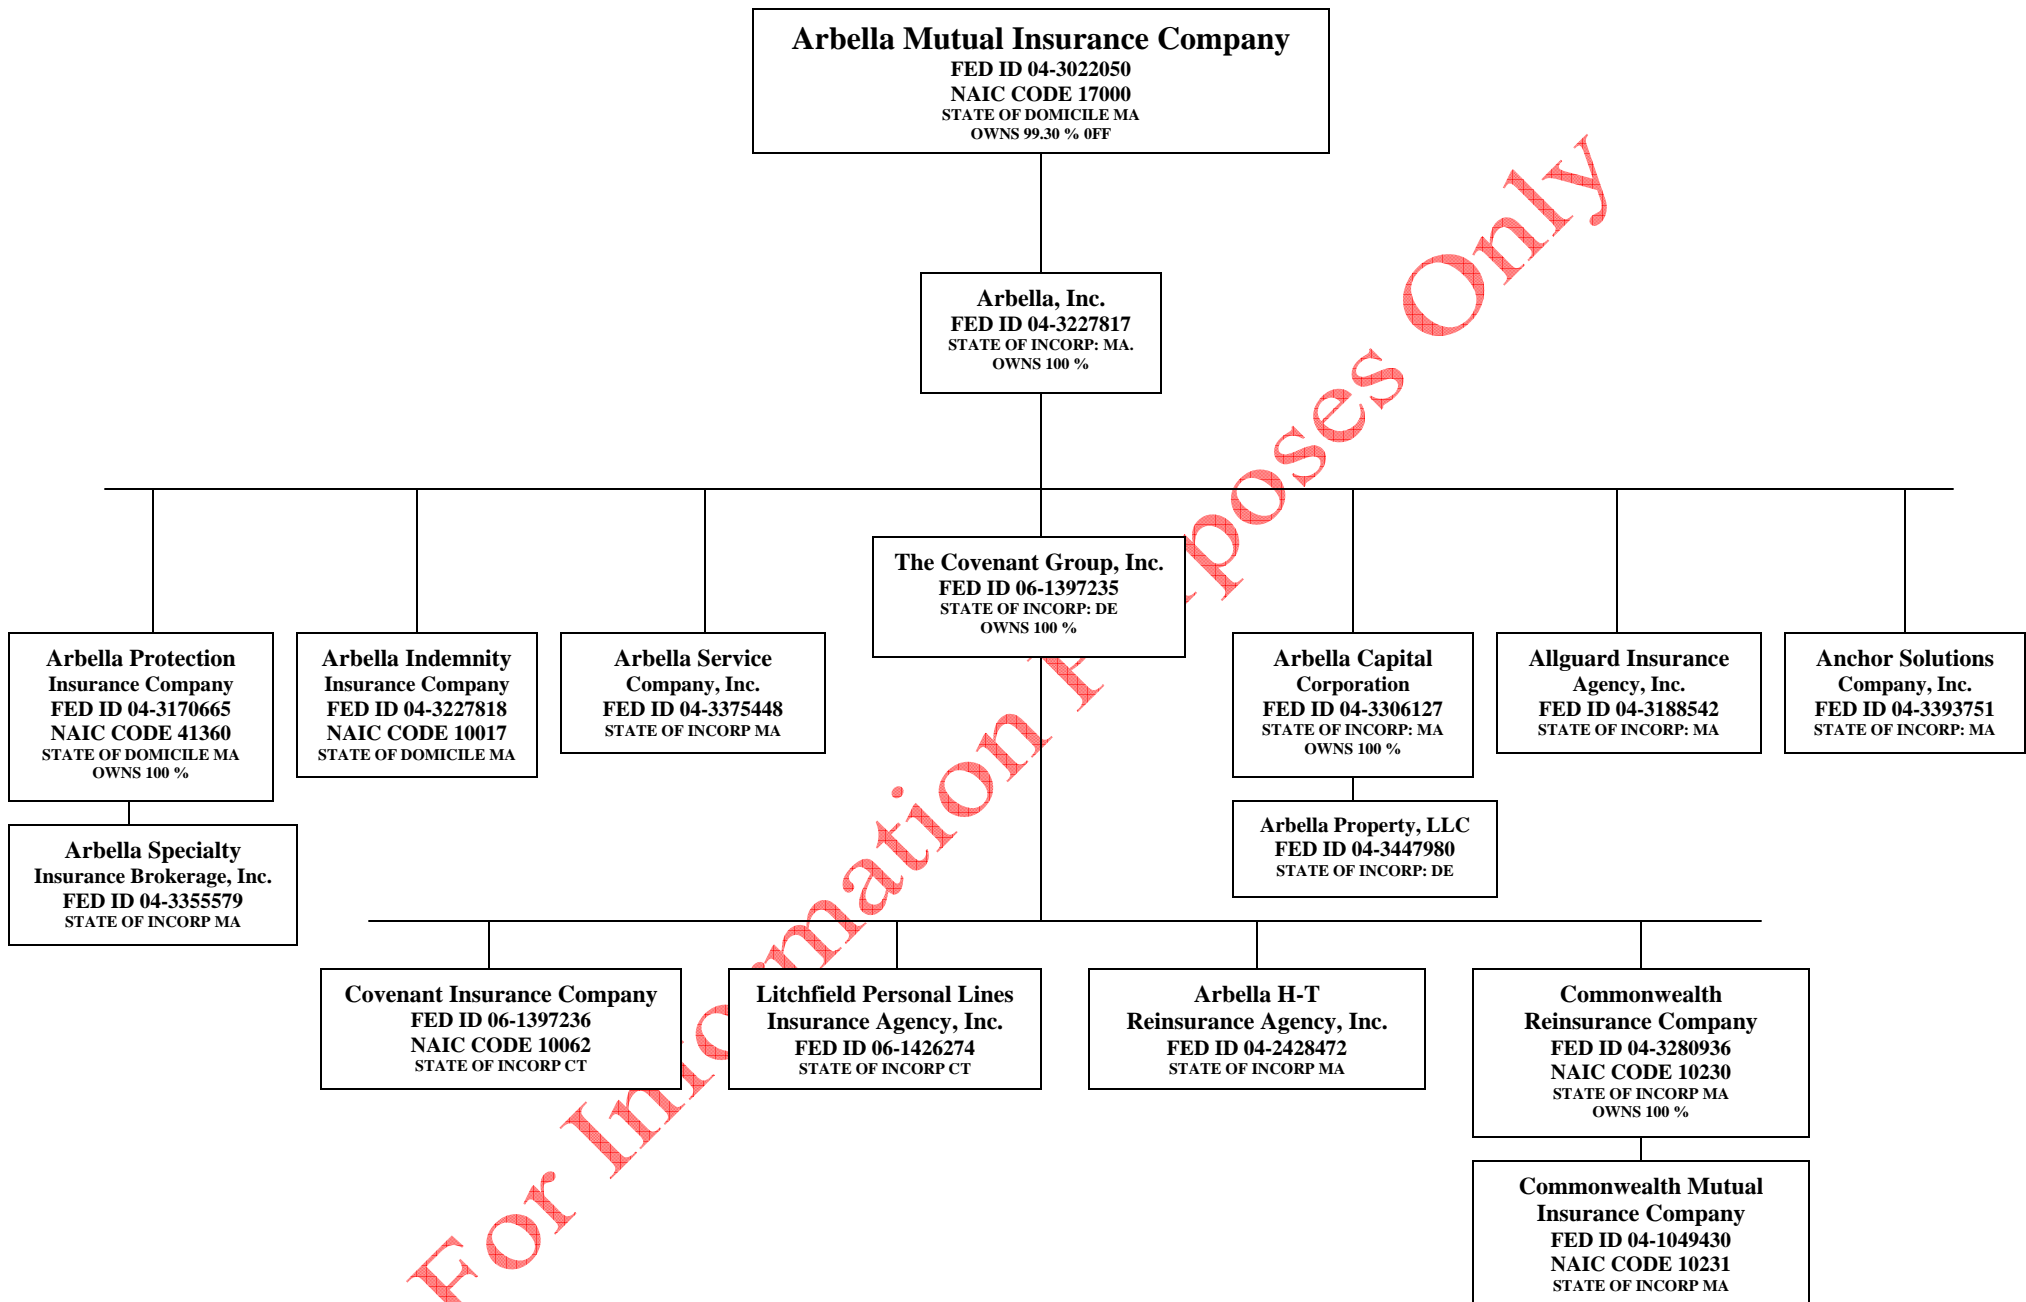 Arbella Mutual Insurance Company
FED ID 04-3022050
NAIC CODE 17000
STATE OF DOMICILE MA
OWNS 99.30 % 0FF
Arbella, Inc.
FED ID 04-3227817
STATE OF INCORP: MA.
OWNS 100 %
The Covenant Group, Inc.
FED ID 06-1397235
STATE OF INCORP: DE
OWNS 100 %
Arbella Protection
Insurance Company
FED ID 04-3170665
NAIC CODE 41360
STATE OF DOMICILE MA
OWNS 100 %
Arbella Indemnity
Insurance Company
FED ID 04-3227818
NAIC CODE 10017
STATE OF DOMICILE MA
Arbella Service
Company, Inc.
FED ID 04-3375448
STATE OF INCORP MA
Arbella Capital
Corporation
FED ID 04-3306127
STATE OF INCORP: MA
OWNS 100 %
Allguard Insurance
Agency, Inc.
FED ID 04-3188542
STATE OF INCORP: MA
Anchor Solutions
Company, Inc.
FED ID 04-3393751
STATE OF INCORP: MA
Arbella Specialty
Insurance Brokerage, Inc.
FED ID 04-3355579
STATE OF INCORP MA
Arbella Property, LLC
FED ID 04-3447980
STATE OF INCORP: DE
Covenant Insurance Company
FED ID 06-1397236
NAIC CODE 10062
STATE OF INCORP CT
Litchfield Personal Lines
Insurance Agency, Inc.
FED ID 06-1426274
STATE OF INCORP CT
Arbella H-T
Reinsurance Agency, Inc.
FED ID 04-2428472
STATE OF INCORP MA
Commonwealth
Reinsurance Company
FED ID 04-3280936
NAIC CODE 10230
STATE OF INCORP MA
OWNS 100 %
Commonwealth Mutual
Insurance Company
FED ID 04-1049430
NAIC CODE 10231
STATE OF INCORP MA
For Information Purposes Only